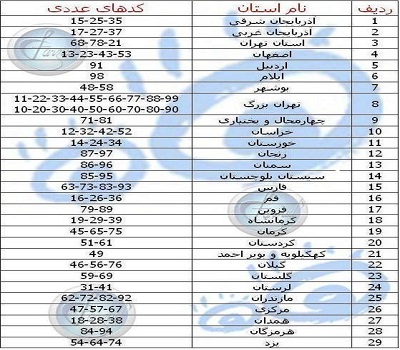 ردیف نام استان کدهای عددی
1 آذربایجان شرقی 15-25-35
2 آذربایجان غربی 17-27-37
3 استان تهران 68-78-21
4 اصفهان 13-23-43-53
5 اردبیل 91
6 ایلام 98
7 بوشهر 48-58
8 تهران بزرگ 11-22-33-44-55-66-77-88-99
10-20-30-40-50-60-70-80-90
9 چهارمحال و بختیاری 71-81
10 خراسان 12-32-42-52
11 خوزستان 14-24-34
12 زنجان 87-97
13 سمنان 86-96
14 سیستان بلوچستان 85-95
15 فارس 63-73-83-93
16 قم 16-26-36
17 قزوین 79-89
18 کرمانشاه 19-29-39
19 کرمان 45-65-75
20 کردستان 51-61
21 کهگیلویه و بویر احمد 49
22 گیلان 46-56-76
23 گلستان 59-69
24 لرستان 31-41
25 مازندران 62-72-82-92
26 مرکزی 47-57-67
27 همدان 18-28-38
28 هرمزگان 84-94
29 یزد 54-64-74